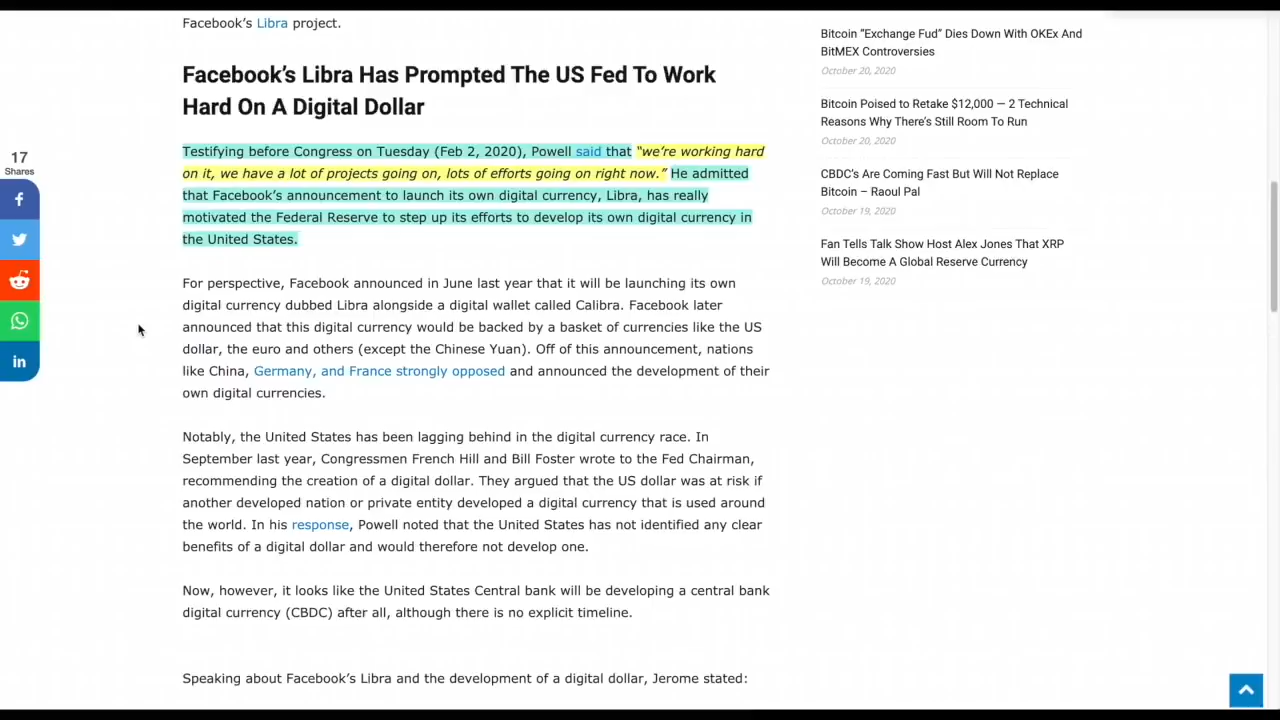 Facebook’s Libra project.
Facebook’s Libra Has Prompted The US Fed To Work
Hard On A Digital Dollar
Testifying before Congress on Tuesday (Feb 2, 2020), Powell said that “we’re working hard
on it, we have a lot of projects going on, lots of efforts going on right now.” He admitted
that Facebook’s announcement to launch its own digital currency, Libra, has really
motivated the Federal Reserve to step up its efforts to develop its own digital currency in
the United States.
For perspective, Facebook announced in June last year that it will be launching its own
digital currency dubbed Libra alongside a digital wallet called Calibra. Facebook later
announced that this digital currency would be backed by a basket of currencies like the US
dollar, the euro and others (except the Chinese Yuan). Off of this announcement, nations
like China, Germany, and France strongly opposed and announced the development of their
own digital currencies.
Notably, the United States has been lagging behind in the digital currency race. In
September last year, Congressmen French Hill and Bill Foster wrote to the Fed Chairman,
recommending the creation of a digital dollar. They argued that the US dollar was at risk if
another developed nation or private entity developed a digital currency that is used around
the world. In his response, Powell noted that the United States has not identified any clear
benefits of a digital dollar and would therefore not develop one.
Now, however, it looks like the United States Central bank will be developing a central bank
digital currency (CBDC) after all, although there is no explicit timeline.
Speaking about Facebook’s Libra and the development of a digital dollar, Jerome stated:
17
Shares
f
in
Bitcoin “Exchange Fud” Dies Down With OKEx And
BitMEX Controversies
October 20, 2020
Bitcoin Poised to Retake $12,000 — 2 Technical
Reasons Why There’s Still Room To Run
October 20, 2020
CBDC’s Are Coming Fast But Will Not Replace
Bitcoin – Raoul Pal
October 19, 2020
Fan Tells Talk Show Host Alex Jones That XRP
Will Become A Global Reserve Currency
October 19, 2020